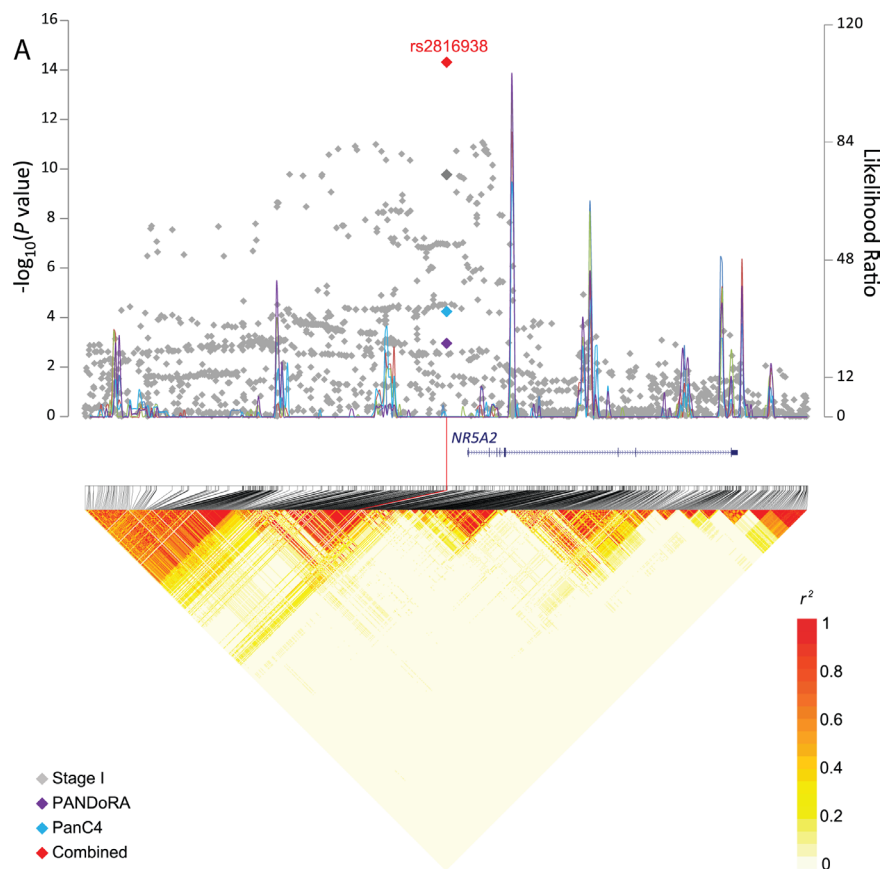 A
rs2816938
16
14
12
10
8
6
4
2
0
-log10(P value)
120
84
48
12
0
Likelihood Ratio
NR5A2
r²
1
0.8
0.6
0.4
0.2
0
Stage I
PANDoRA
PanC4
Combined